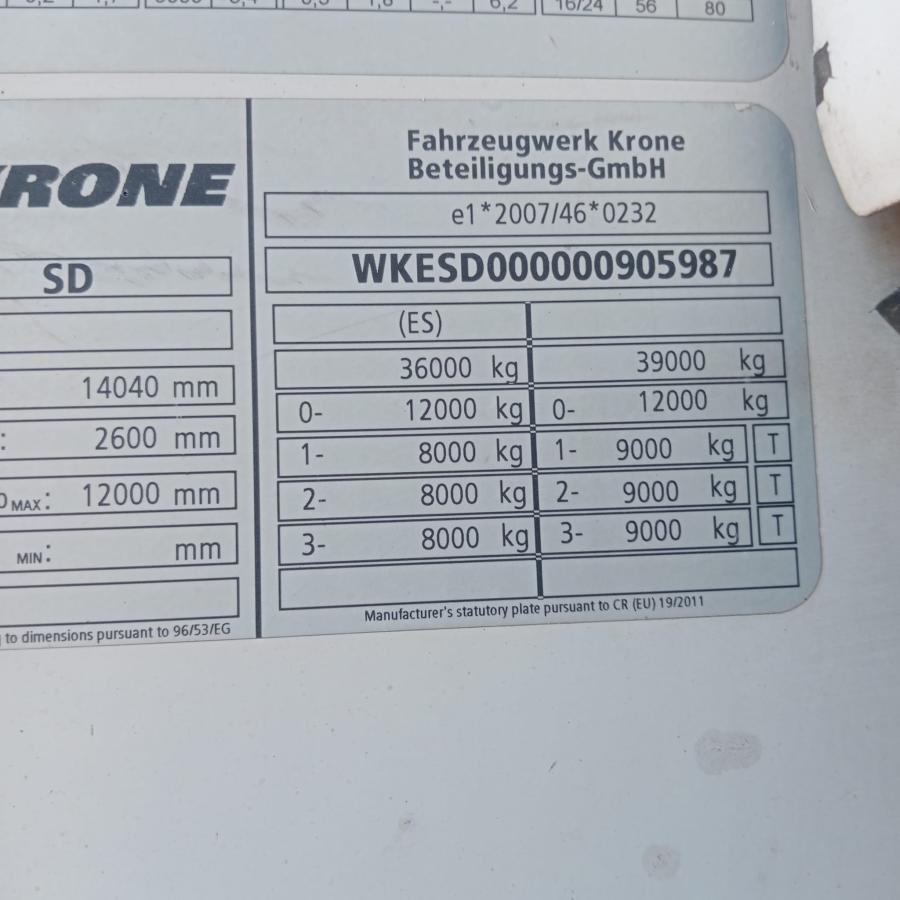 16/24 56 80
KRONE
SD
14040 mm
: 2600 mm
MAX: 12000 mm
MIN: mm
to dimensions pursuant to 96/53/EG
Fahrzeugwerk Krone
Beteiligungs-GmbH
e1*2007/46*0232
WKESD000000905987
(ES)
36000 kg 39000 kg
0- 12000 kg 0- 12000 kg
1- 8000 kg 1- 9000 kg T
2- 8000 kg 2- 9000 kg T
3- 8000 kg 3- 9000 kg T
Manufacturer's statutory plate pursuant to CR (EU) 19/2011